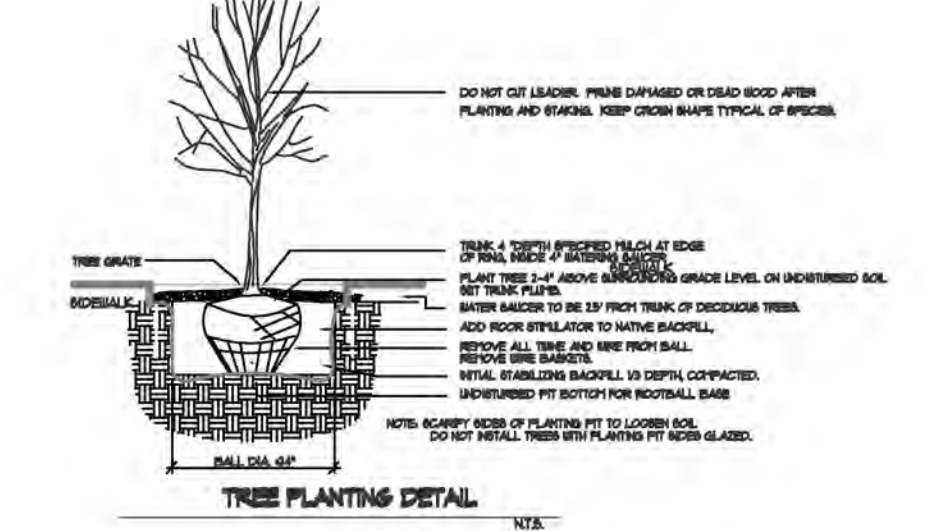 DO NOT CUT LEADER. PRUNE DAMAGED OR DEAD WOOD AFTER
PLANTING AND STAKING. KEEP CROWN SHAPE TYPICAL OF SPECIES.
TRUNK 4 "DEPTH SPECIFIED MULCH AT EDGE
OF RING, INSIDE 4" WATERING SAUCER
TREE GRATE
SIDEWALK
PLANT TREE 2-4" ABOVE SURROUNDING GRADE LEVEL ON UNDISTURBED SOIL
SET TRUNK PLUMB.
SIDEWALK
WATER SAUCER TO BE 2.5' FROM TRUNK OF DECIDUOUS TREES.
ADD ROOR STIMULATOR TO NATIVE BACKFILL,
REMOVE ALL TWINE AND WIRE FROM BALL.
REMOVE WIRE BASKETS.
INITIAL STABILIZING BACKFILL 1/3 DEPTH, COMPACTED.
UNDISTURBED PIT BOTTOM FOR ROOTBALL BASE
NOTE: SCARIFY SIDES OF PLANTING PIT TO LOOSEN SOIL
DO NOT INSTALL TREES WITH PLANTING PIT SIDES GLAZED.
BALL DIA.
TREE PLANTING DETAIL
N.T.S.